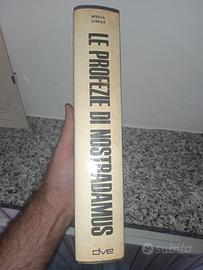 MIRELLA
CORVAJA
LE PROFEZIE DI NOSTRADAMUS
dve
subito